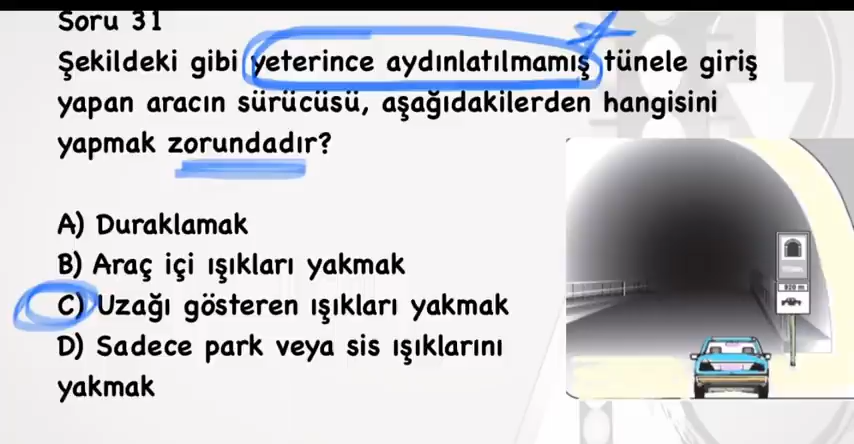 Soru 31
Şekildeki gibi yeterince aydınlatılmamış tünele giriş
yapan aracın sürücüsü, aşağıdakilerden hangisini
yapmak zorundadır?
A) Duraklamak
B) Araç içi ışıkları yakmak
C) Uzağı gösteren ışıkları yakmak
D) Sadece park veya sis ışıklarını
yakmak
920 m